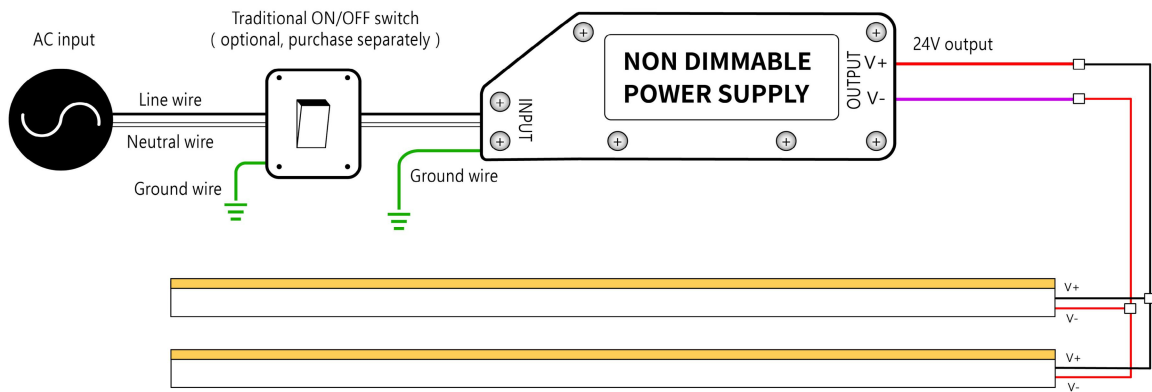 AC input
Traditional ON/OFF switch
( optional, purchase separately )
Line wire
Neutral wire
Ground wire
Ground wire
INPUT
NON DIMMABLE
POWER SUPPLY
OUTPUT
V+
V-
24V output
V+
V-
V+
V-